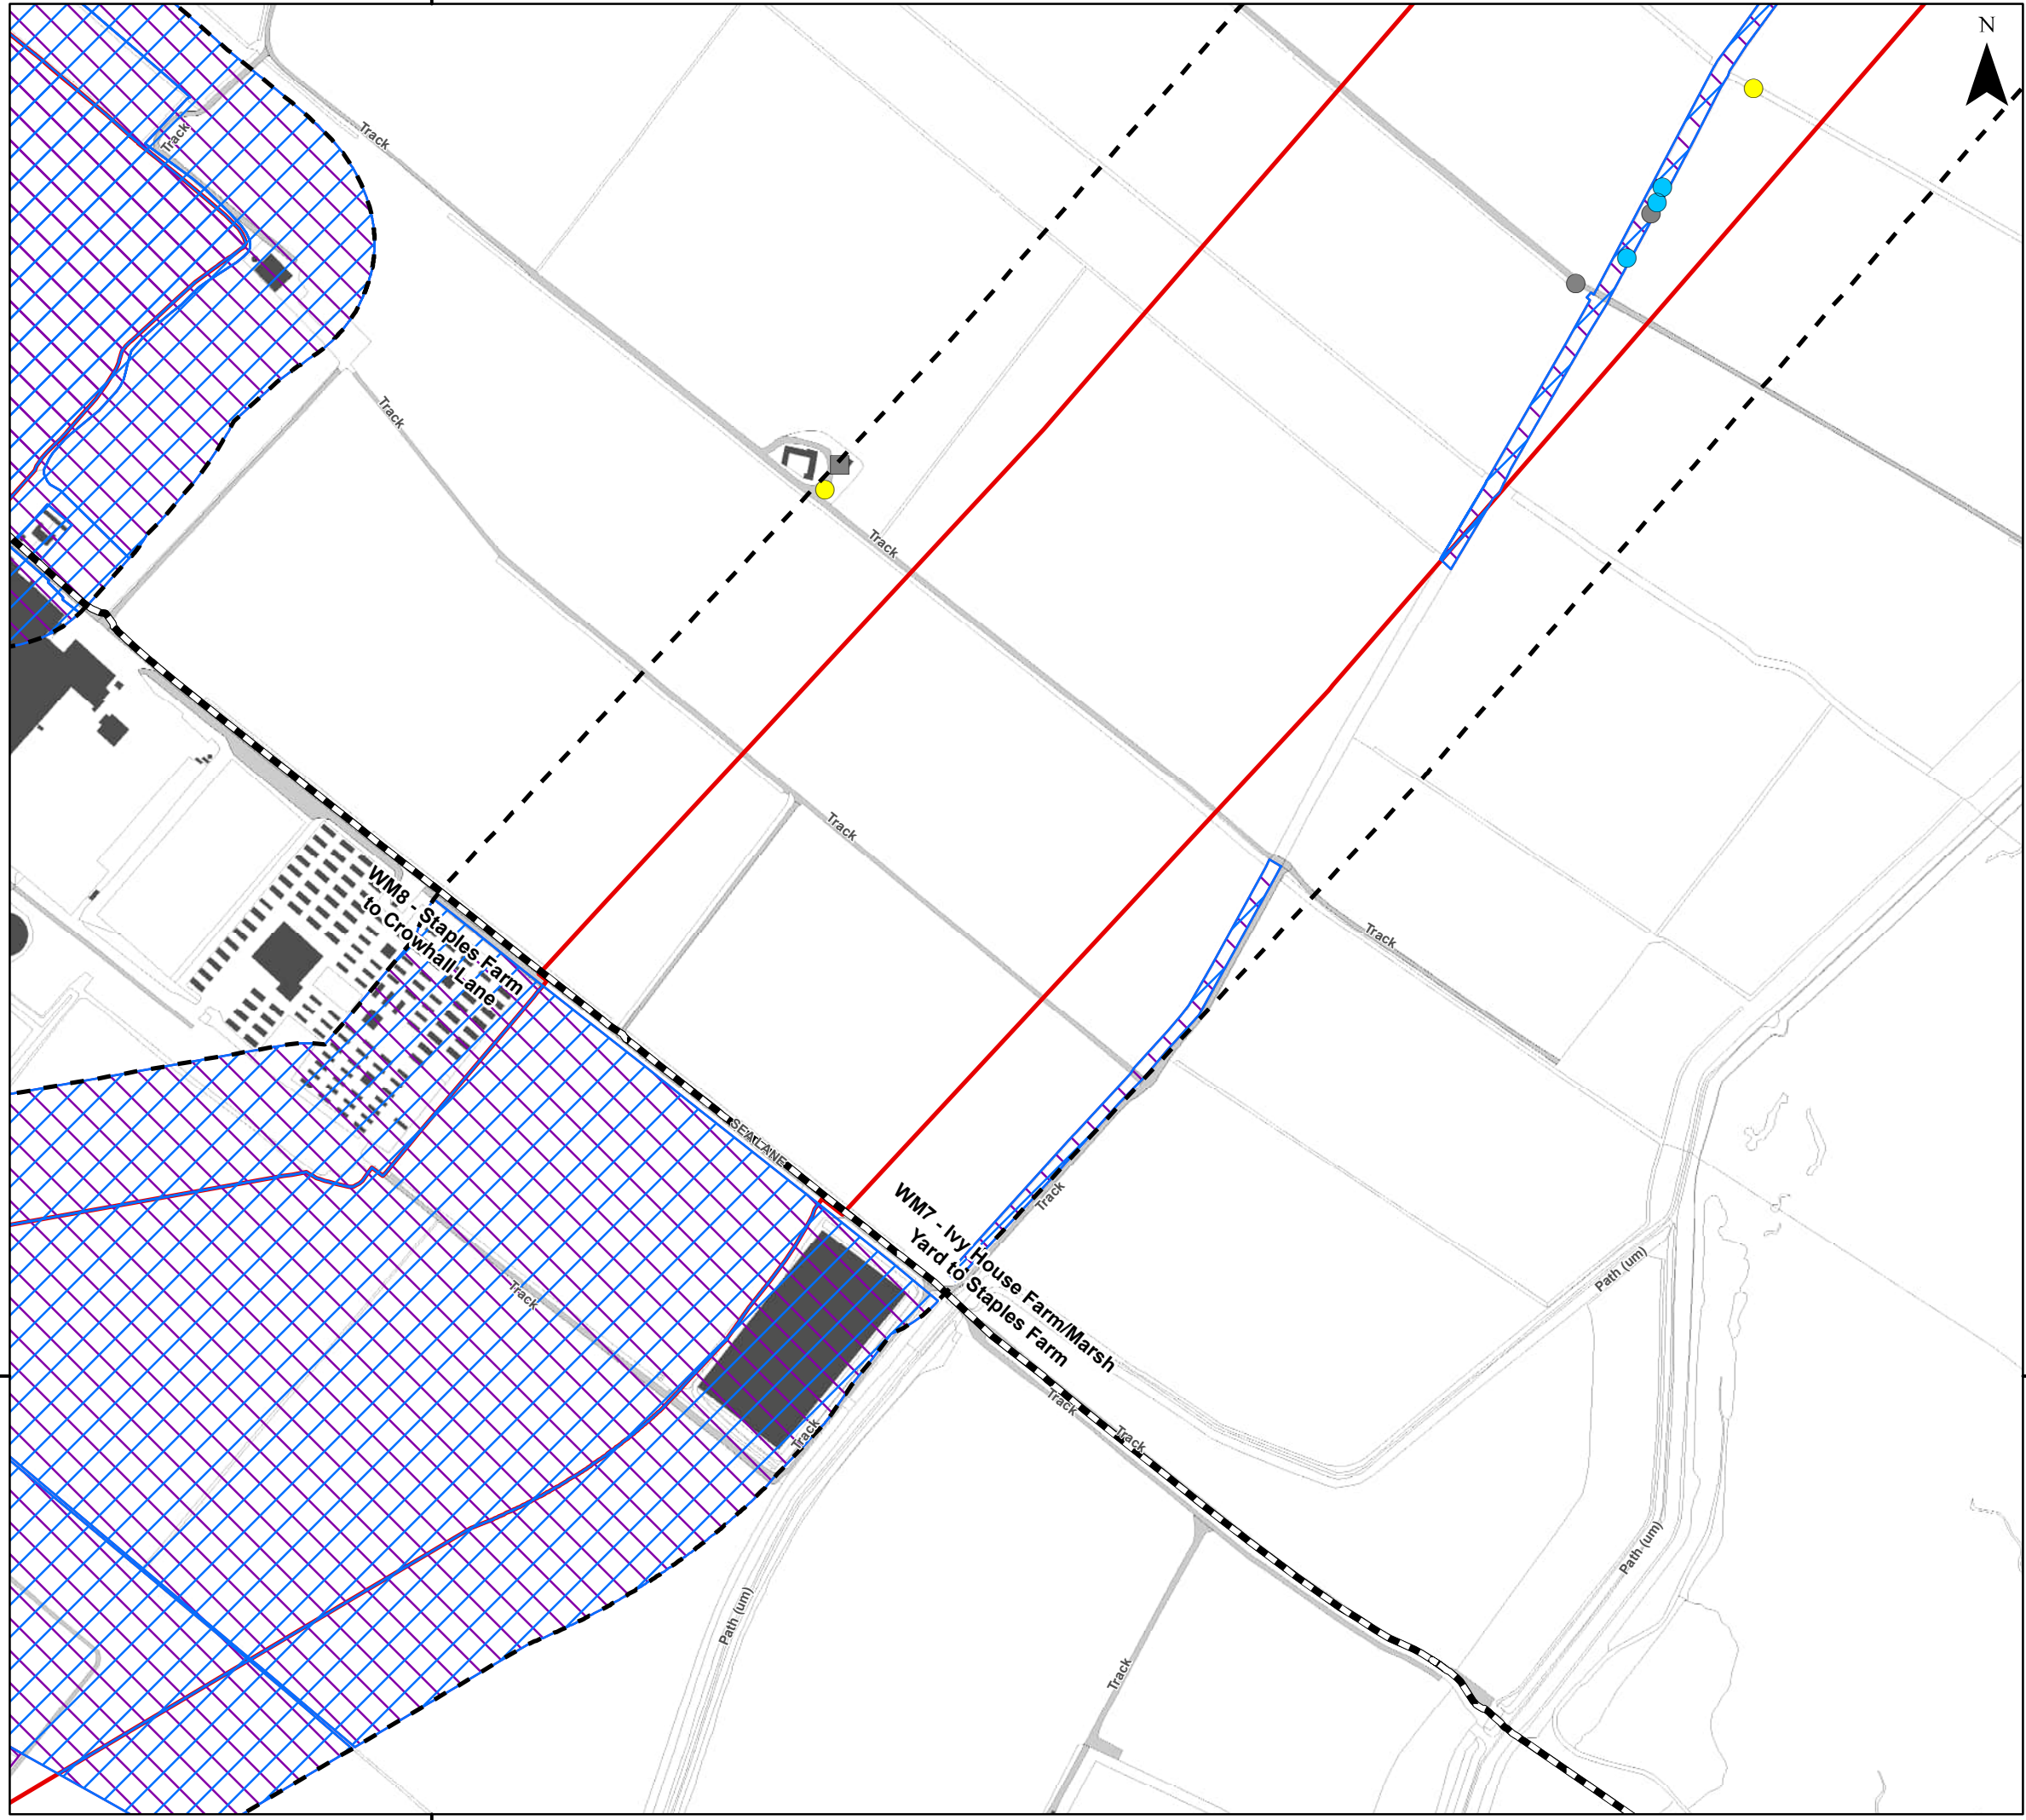 N
Track
Track
Track
Track
Track
WM8 - Staples Farm
to Crowhall Lane
Track
SEA LANE
Track
WM7 - Ivy House Farm/Marsh
Yard to Staples Farm
Path (um)
Track
Track
Track
Track
Path (um)
Path (um)
Track